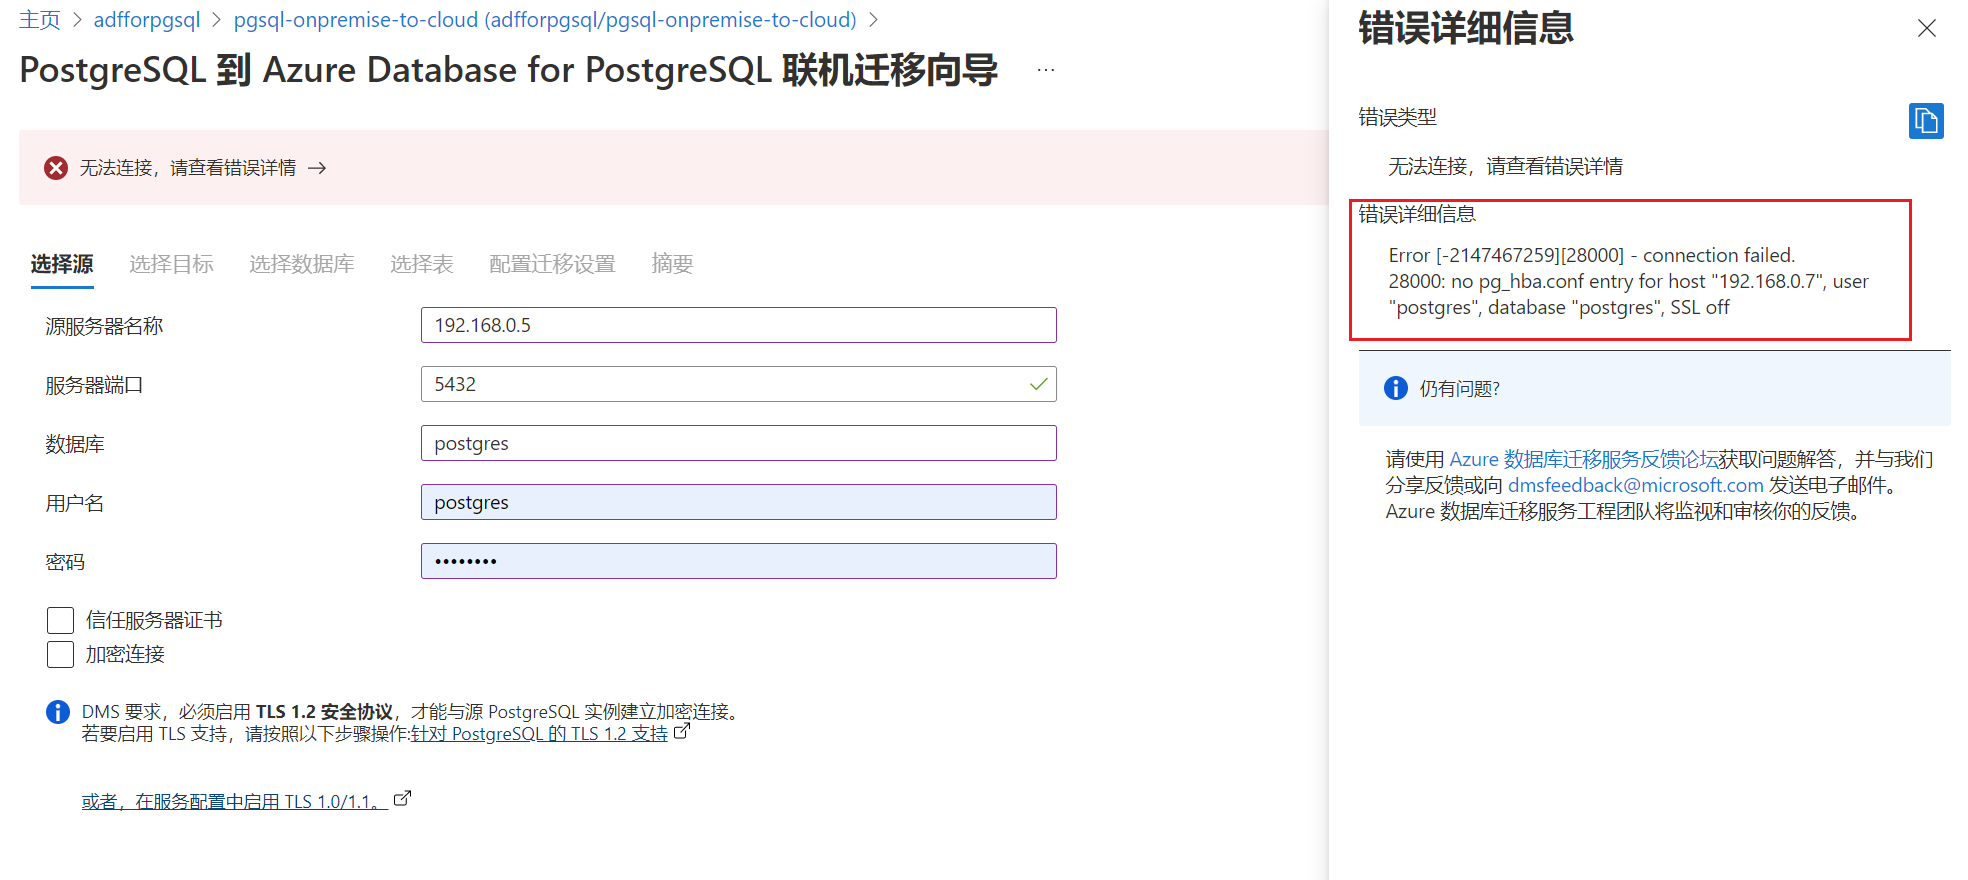 主页 > adfforpgsql > pgsql-onpremise-to-cloud (adfforpgsql/pgsql-onpremise-to-cloud) >
PostgreSQL 到 Azure Database for PostgreSQL 联机迁移向导 ...
无法连接，请查看错误详情 →
选择源 选择目标 选择数据库 选择表 配置迁移设置 摘要
源服务器名称 192.168.0.5
服务器端口 5432
数据库 postgres
用户名 postgres
密码 ••••••••
信任服务器证书
加密连接
DMS 要求，必须启用 TLS 1.2 安全协议，才能与源 PostgreSQL 实例建立加密连接。
若要启用 TLS 支持，请按照以下步骤操作:针对 PostgreSQL 的 TLS 1.2 支持
或者，在服务配置中启用 TLS 1.0/1.1。
错误详细信息
错误类型
无法连接，请查看错误详情
错误详细信息
Error [-2147467259][28000] - connection failed.
28000: no pg_hba.conf entry for host "192.168.0.7", user
"postgres", database "postgres", SSL off
仍有问题?
请使用 Azure 数据库迁移服务反馈论坛获取问题解答，并与我们
分享反馈或向 dmsfeedback@microsoft.com 发送电子邮件。
Azure 数据库迁移服务工程团队将监视和审核你的反馈。